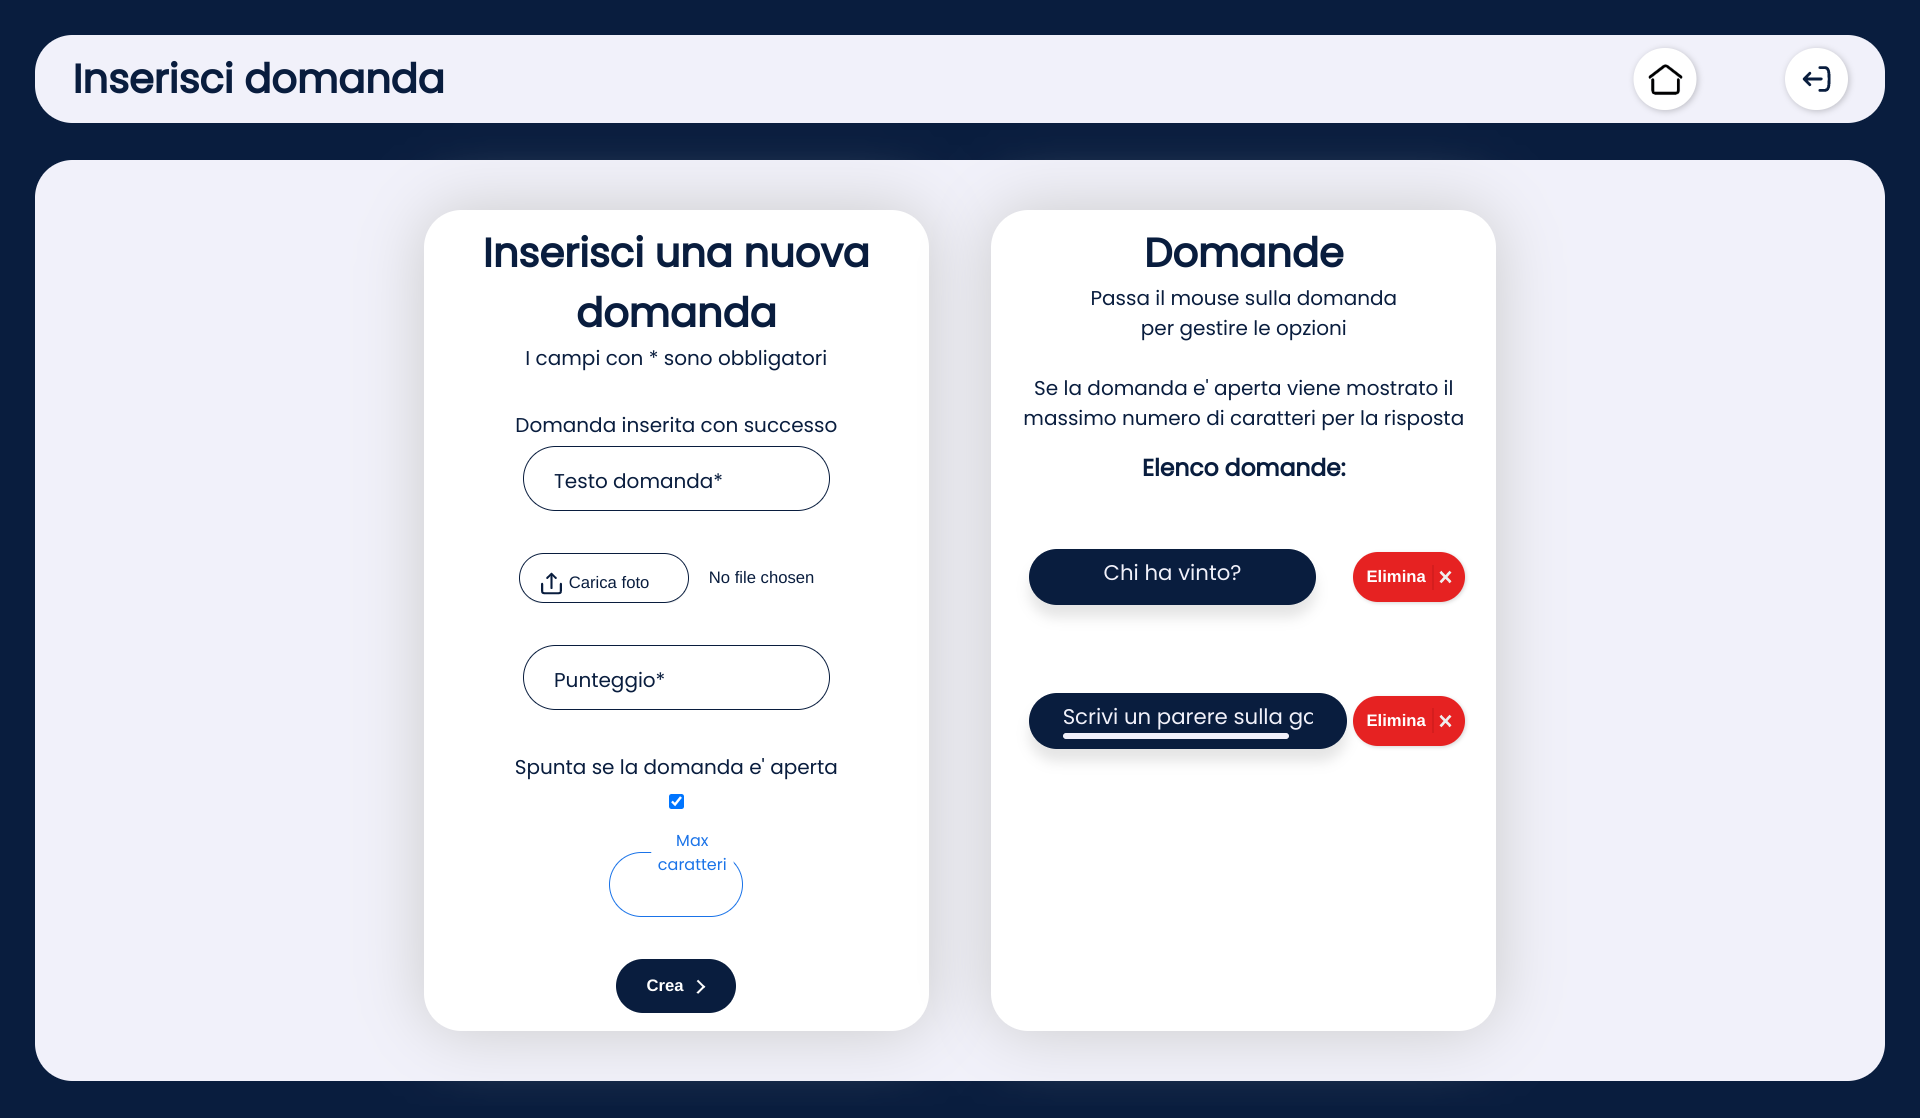 Inserisci domanda
Inserisci una nuova
domanda
I campi con * sono obbligatori
Domanda inserita con successo
Testo domanda*
Carica foto
No file chosen
Punteggio*
Spunta se la domanda e' aperta
Max
caratteri
Crea
Domande
Passa il mouse sulla domanda
per gestire le opzioni
Se la domanda e' aperta viene mostrato il
massimo numero di caratteri per la risposta
Elenco domande:
Chi ha vinto?
Elimina
Scrivi un parere sulla
Elimina